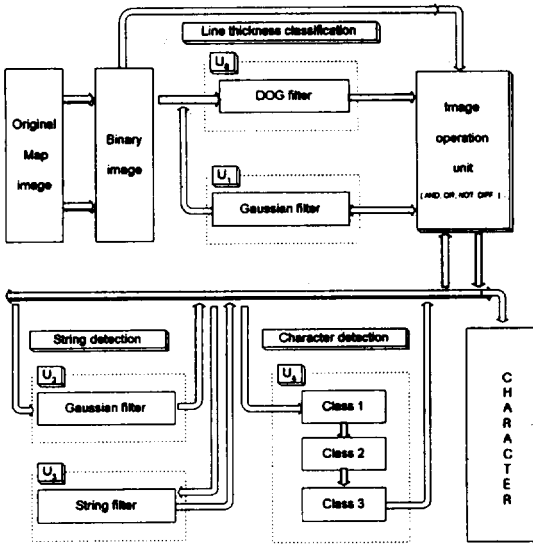 Line thickness classification
U0
DOG filter
Original
Map
image
Binary
image
Image
operation
unit
( AND, OR, NOT DIFF )
U1
Gaussian filter
String detection
Character detection
U2
Gaussian filter
U4
Class 1
Class 2
Class 3
U3
String filter
C
H
A
R
A
C
T
E
R